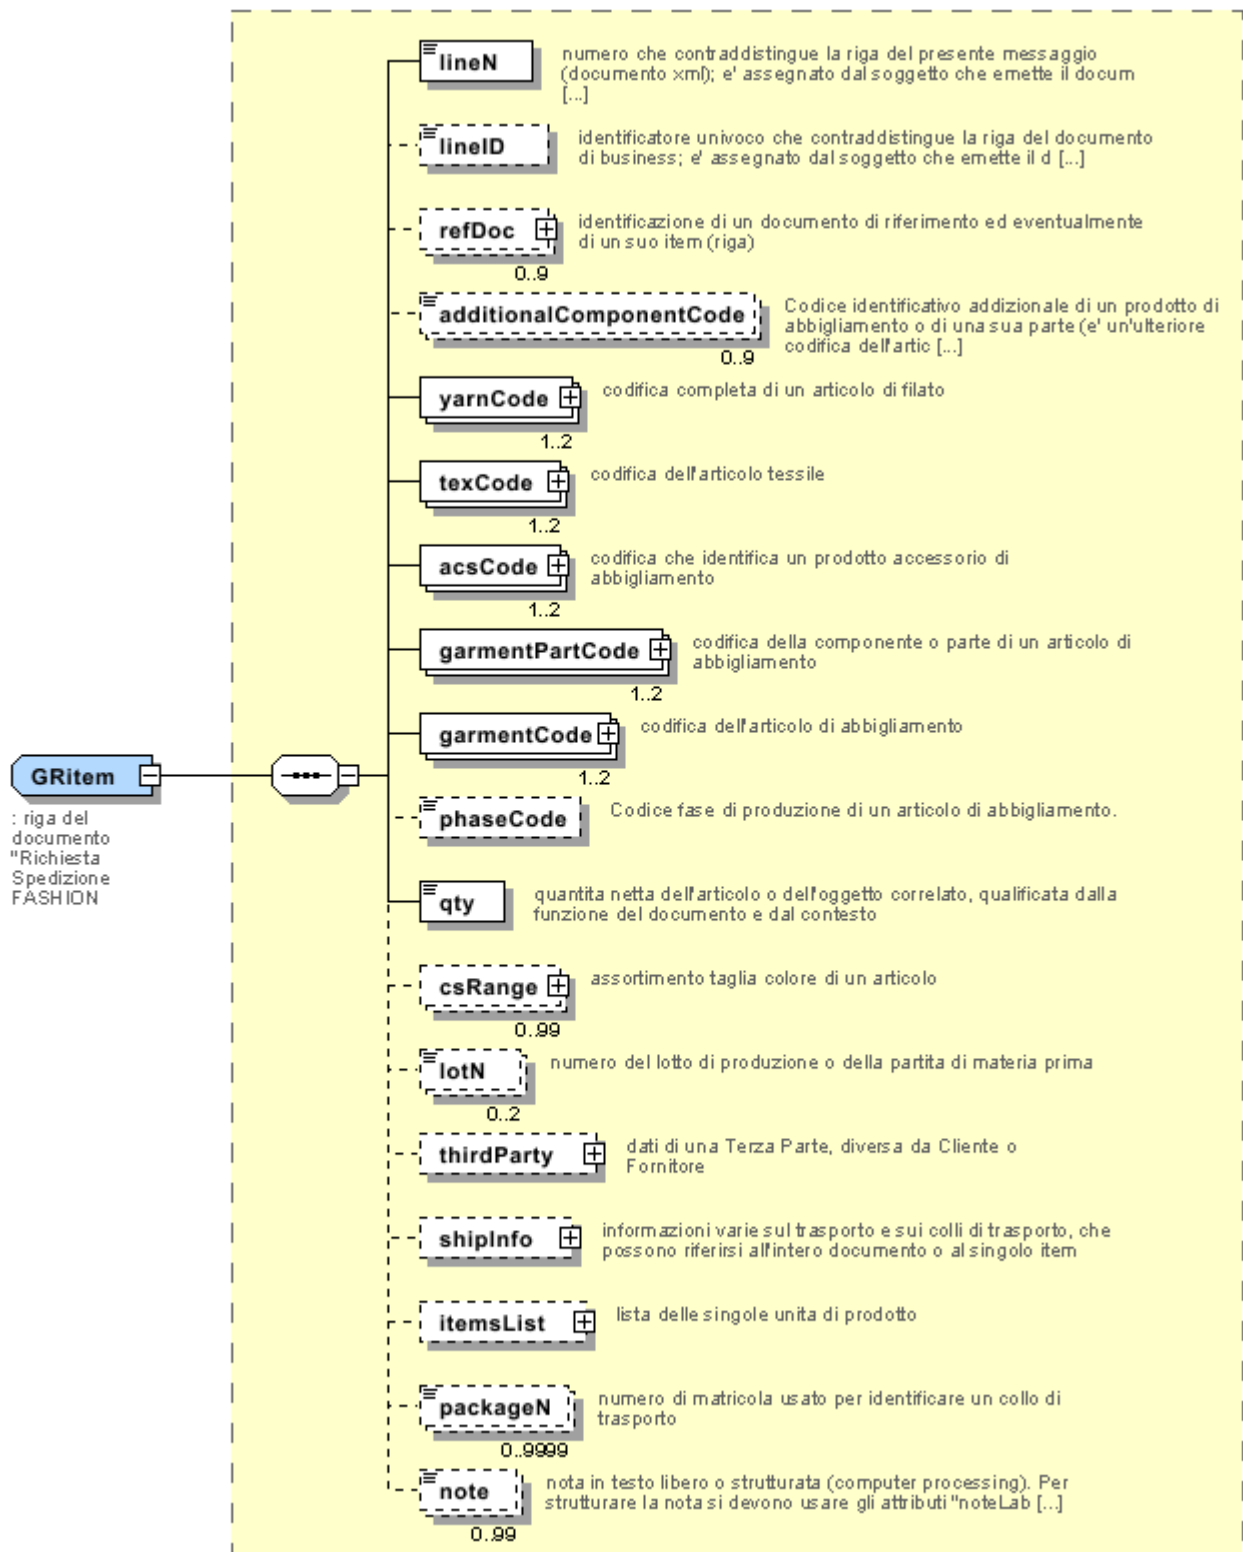 lineN
numero che contraddistingue la riga del presente messaggio
(documento xml); e' assegnato dal soggetto che emette il docum
[...]
lineID
identificatore univoco che contraddistingue la riga del documento
di business; e' assegnato dal soggetto che emette il d [...]
refDoc
identificazione di un documento di riferimento ed eventualmente
di un suo item (riga)
0..9
additionalComponentCode
Codice identificativo addizionale di un prodotto di
abbigliamento o di una sua parte (e' un'ulteriore
codifica dell'artic [...]
0..9
yarnCode
codifica completa di un articolo di filato
1..2
texCode
codifica dell'articolo tessile
1..2
acsCode
codifica che identifica un prodotto accessorio di
abbigliamento
1..2
garmentPartCode
codifica della componente o parte di un articolo di
abbigliamento
1..2
garmentCode
codifica dell'articolo di abbigliamento
1..2
GRitem
: riga del
documento
"Richiesta
Spedizione
FASHION
phaseCode
Codice fase di produzione di un articolo di abbigliamento.
qty
quantita netta dell'articolo o dell'oggetto correlato, qualificata dalla
funzione del documento e dal contesto
csRange
assortimento taglia colore di un articolo
0..99
lotN
numero del lotto di produzione o della partita di materia prima
0..2
thirdParty
dati di una Terza Parte, diversa da Cliente o
Fornitore
shipInfo
informazioni varie sul trasporto e sui colli di trasporto, che
possono riferirsi all'intero documento o al singolo item
itemsList
lista delle singole unita di prodotto
packageN
numero di matricola usato per identificare un collo di
trasporto
0..9999
note
nota in testo libero o strutturata (computer processing). Per
strutturare la nota si devono usare gli attributi "noteLab [...]
0..99